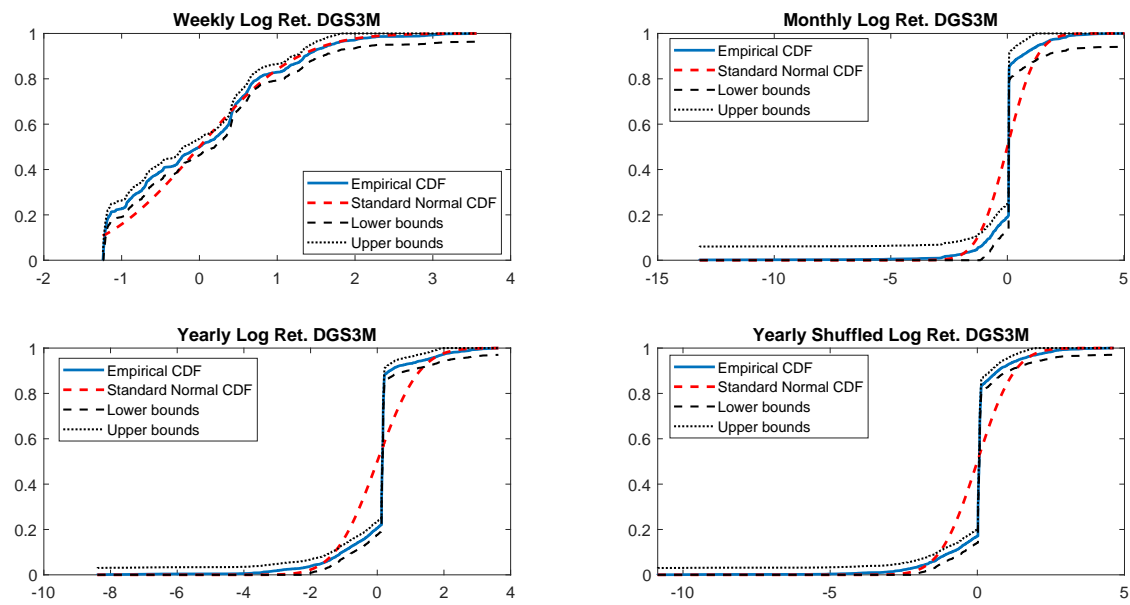 Weekly Log Ret. DGS3M
1
0.8
0.6
0.4
0.2
0
-2
-1
0
1
2
3
4
Empirical CDF
Standard Normal CDF
Lower bounds
Upper bounds
Monthly Log Ret. DGS3M
1
0.8
0.6
0.4
0.2
0
-15
-10
-5
0
5
Empirical CDF
Standard Normal CDF
Lower bounds
Upper bounds
Yearly Log Ret. DGS3M
1
0.8
0.6
0.4
0.2
0
-10
-8
-6
-4
-2
0
2
4
Empirical CDF
Standard Normal CDF
Lower bounds
Upper bounds
Yearly Shuffled Log Ret. DGS3M
1
0.8
0.6
0.4
0.2
0
-10
-5
0
5
Empirical CDF
Standard Normal CDF
Lower bounds
Upper bounds